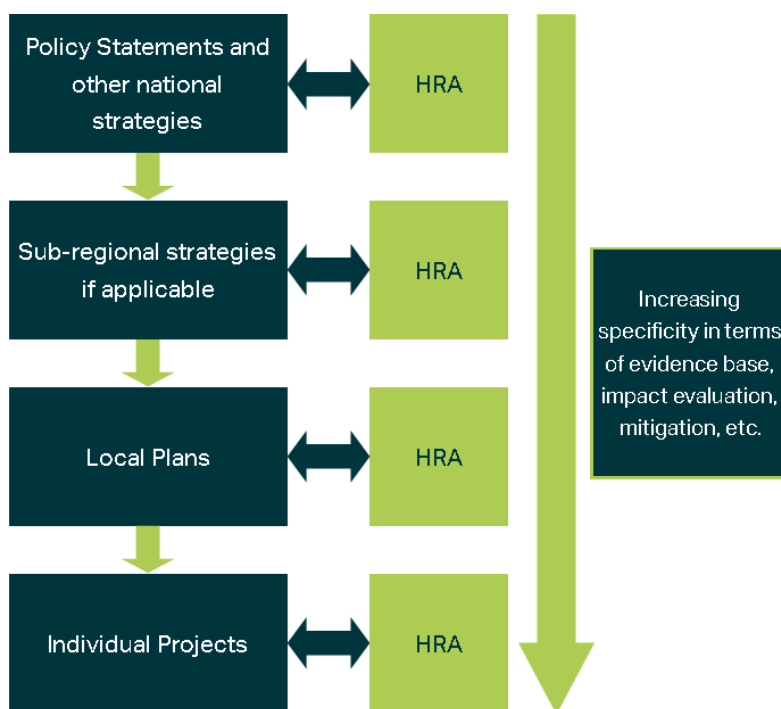 Policy Statements and
other national
strategies
HRA
Sub-regional strategies
if applicable
HRA
Increasing
specificity in terms
of evidence base,
impact evaluation,
mitigation, etc.
Local Plans
HRA
Individual Projects
HRA